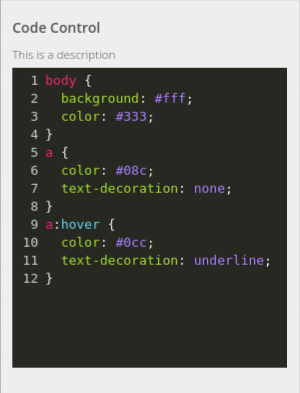 Code Control
This is a description
1 body {
2   background: #fff;
3   color: #333;
4 }
5 a {
6   color: #08c;
7   text-decoration: none;
8 }
9 a:hover {
10   color: #0cc;
11   text-decoration: underline;
12 }